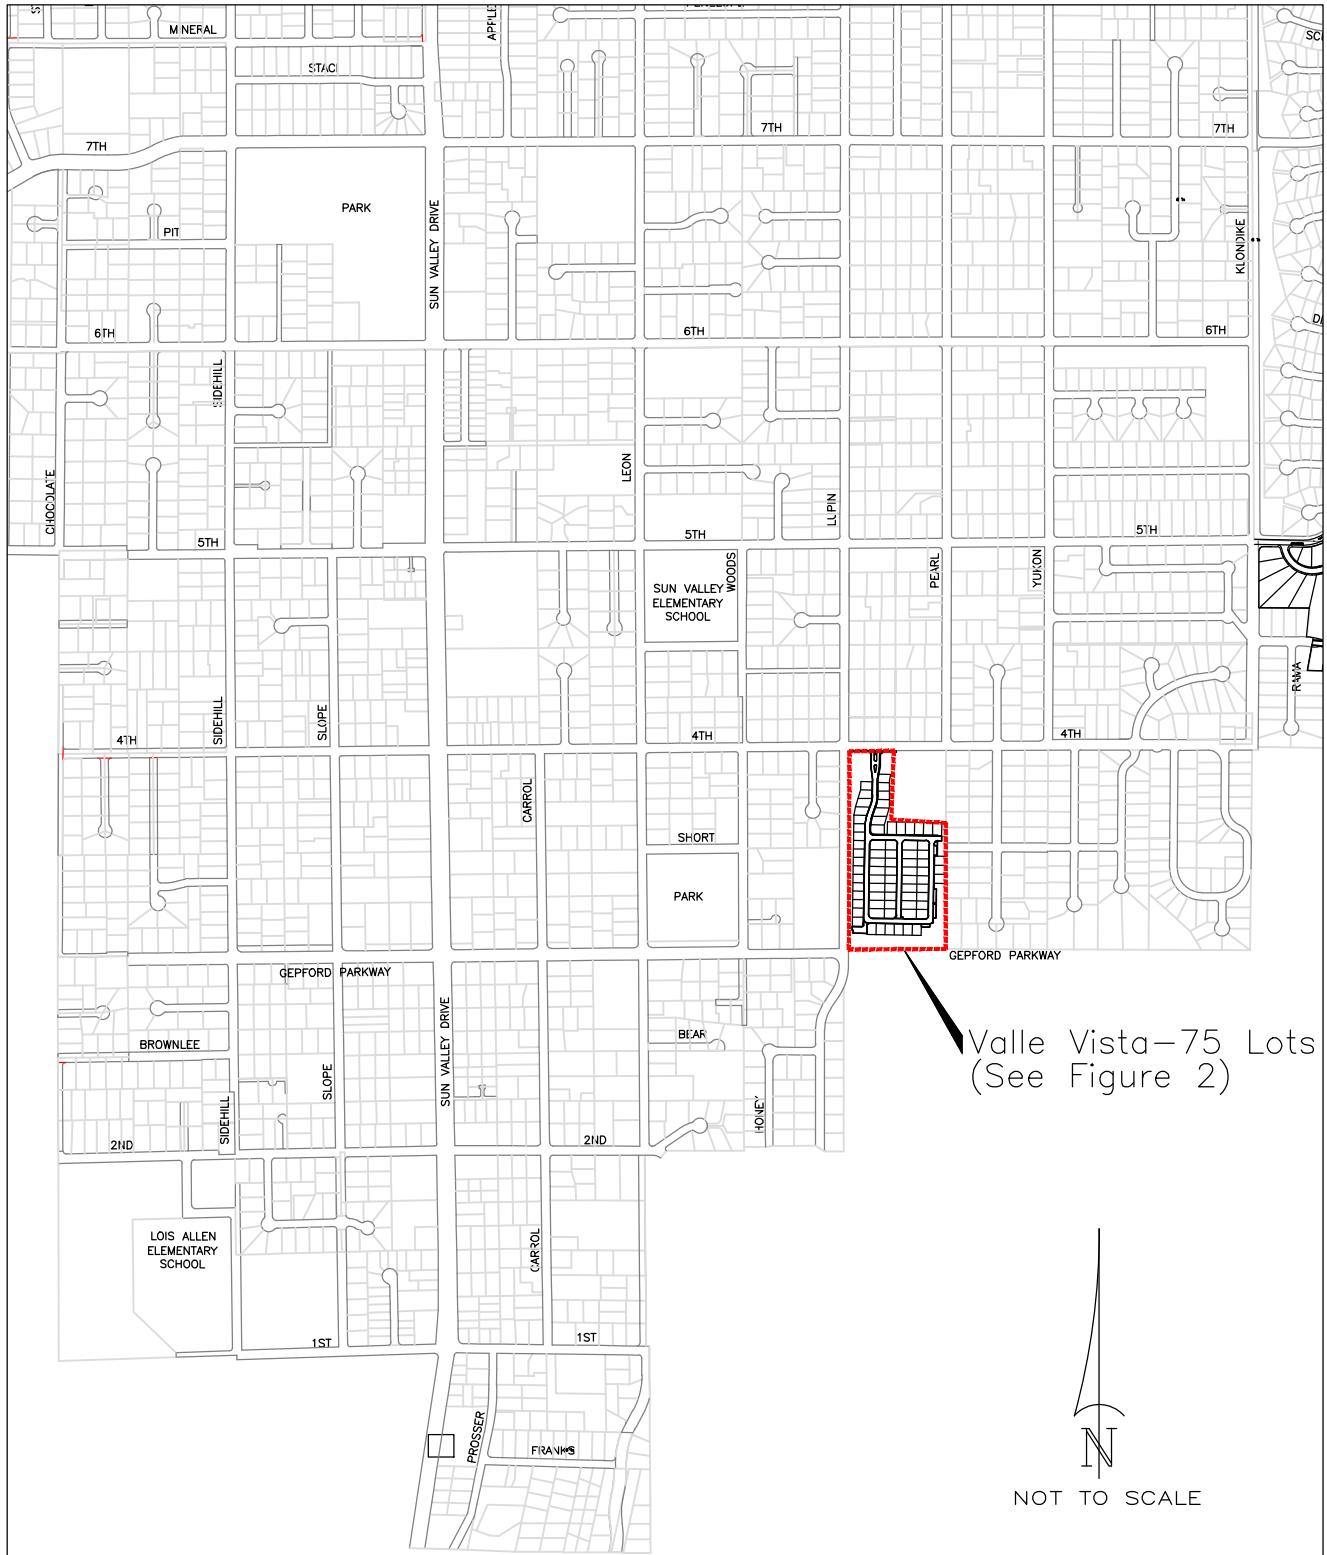 MINERAL
STACI
7TH
7TH
7TH
PARK
SUN VALLEY DRIVE
PIT
KLONDIKE
6TH
6TH
6TH
SIDEHILL
CHOCOLATE
LEON
LUPIN
5TH
5TH
5TH
WOODS
PEARL
YUKON
SUN VALLEY
ELEMENTARY
SCHOOL
RAMA
SIDEHILL
SLOPE
4TH
4TH
4TH
CARROL
SHORT
PARK
GEPFORD PARKWAY
GEPFORD PARKWAY
SUN VALLEY DRIVE
BEAR
BROWNLEE
Valle Vista-75 Lots
(See Figure 2)
SLOPE
SIDEHILL
HONEY
2ND
2ND
LOIS ALLEN
ELEMENTARY
SCHOOL
CARROL
1ST
1ST
PROSSER
FRANKS
N
NOT TO SCALE